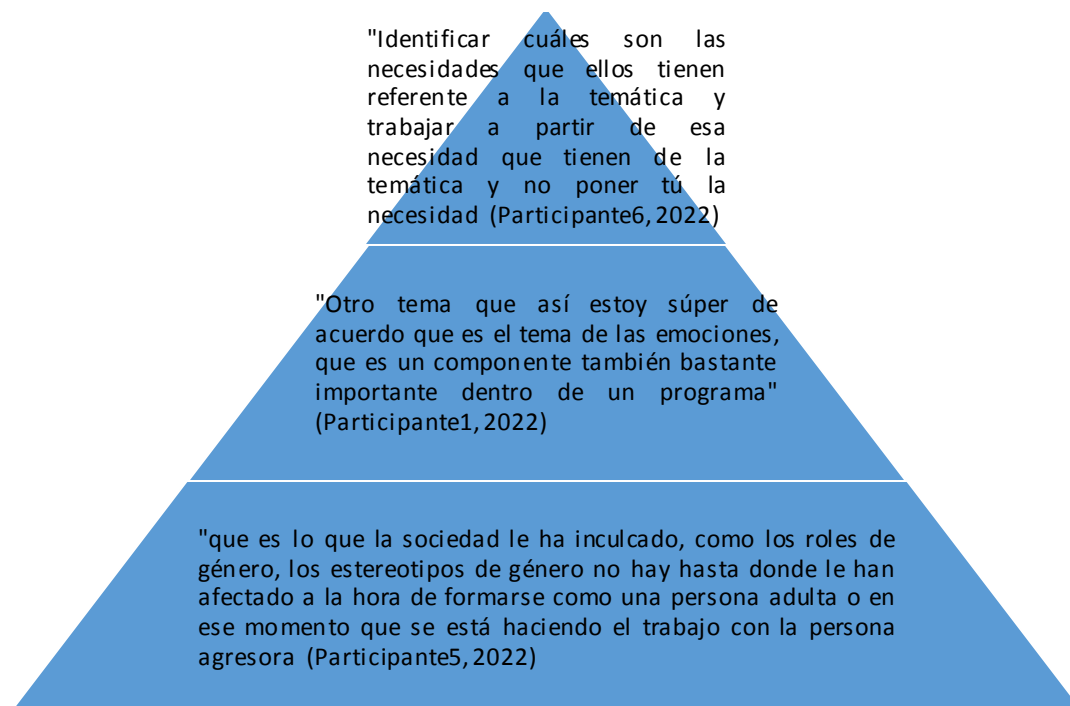 "Identificar cuáles son las
necesidades que ellos tienen
referente a la temática y
trabajar a partir de esa
necesidad que tienen de la
temática y no poner tú la
necesidad (Participante6, 2022)
"Otro tema que así estoy súper de
acuerdo que es el tema de las emociones,
que es un componente también bastante
importante dentro de un programa"
(Participante1, 2022)
"que es lo que la sociedad le ha inculcado, como los roles de
género, los estereotipos de género no hay hasta donde le han
afectado a la hora de formarse como una persona adulta o en
ese momento que se está haciendo el trabajo con la persona
agresora (Participante5, 2022)